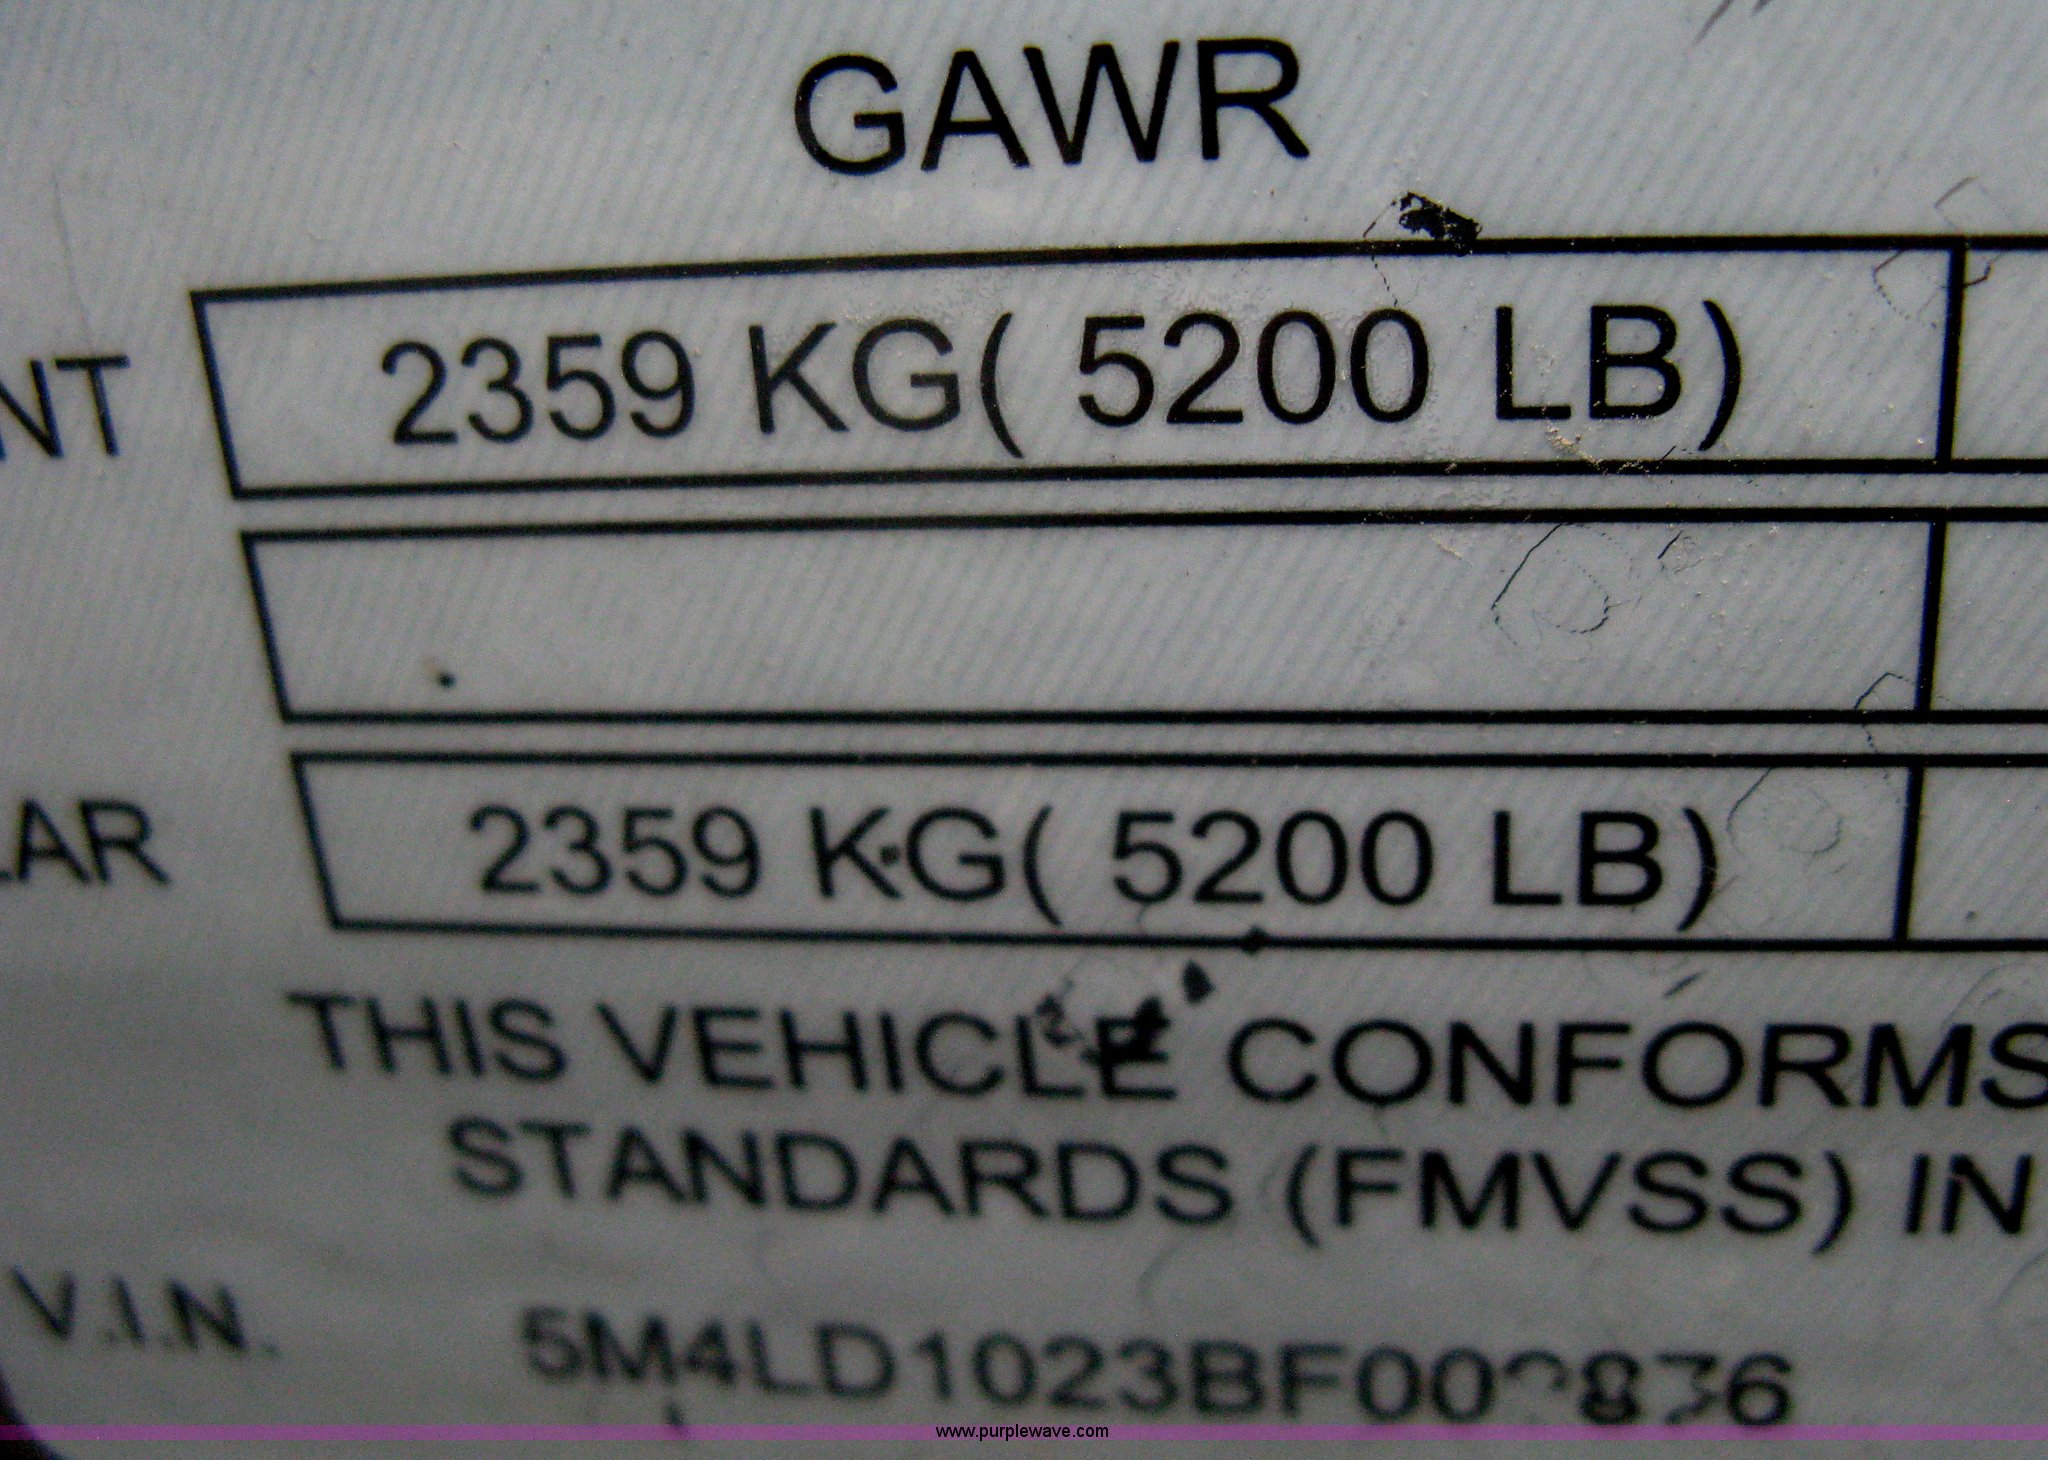 GAWR
NT 2359 KG( 5200 LB)
LAR 2359 KG( 5200 LB)
THIS VEHICLE CONFORMS
STANDARDS (FMVSS) IN
V.I.N.
www.purplewave.com